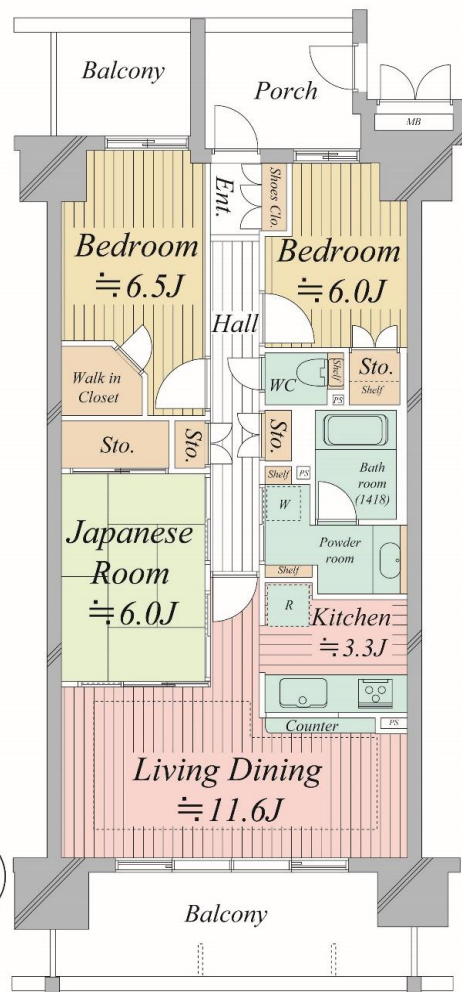 Balcony
Porch
MB
Ent.
Shoes Clo.
Bedroom
≒6.5J
Bedroom
≒6.0J
Hall
Walk in
Closet
WC
Shelf
PS
Sto.
Shelf
Sto.
Sto.
Sto.
Shelf
PS
W
Bath
room
(1418)
Japanese
Room
≒6.0J
Powder
room
Shelf
R
Kitchen
≒3.3J
Counter
PS
Living Dining
≒11.6J
Balcony